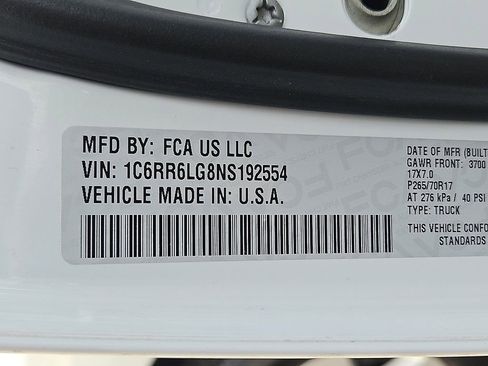 MFD BY: FCA US LLC
VIN: 1C6RR6LG8NS192554
VEHICLE MADE IN: U.S.A.
DATE OF MFR (BUILT
GAWR FRONT: 3700
17X7.0
P265/70R17
AT 276 kPa / 40 PSI
TYPE: TRUCK
THIS VEHICLE CONFO
STANDARDS